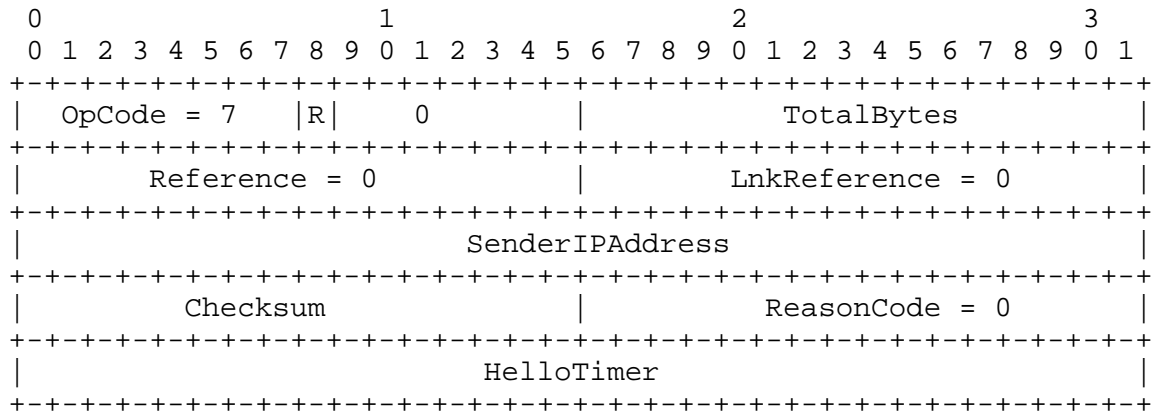 0                   1                   2                   3
 0 1 2 3 4 5 6 7 8 9 0 1 2 3 4 5 6 7 8 9 0 1 2 3 4 5 6 7 8 9 0 1
+-+-+-+-+-+-+-+-+-+-+-+-+-+-+-+-+-+-+-+-+-+-+-+-+-+-+-+-+-+-+-+-+
|  OpCode = 7   |R|    0        |           TotalBytes          |
+-+-+-+-+-+-+-+-+-+-+-+-+-+-+-+-+-+-+-+-+-+-+-+-+-+-+-+-+-+-+-+-+
|       Reference = 0           |        LnkReference = 0       |
+-+-+-+-+-+-+-+-+-+-+-+-+-+-+-+-+-+-+-+-+-+-+-+-+-+-+-+-+-+-+-+-+
|                         SenderIPAddress                       |
+-+-+-+-+-+-+-+-+-+-+-+-+-+-+-+-+-+-+-+-+-+-+-+-+-+-+-+-+-+-+-+-+
|         Checksum              |          ReasonCode = 0       |
+-+-+-+-+-+-+-+-+-+-+-+-+-+-+-+-+-+-+-+-+-+-+-+-+-+-+-+-+-+-+-+-+
|                          HelloTimer                           |
+-+-+-+-+-+-+-+-+-+-+-+-+-+-+-+-+-+-+-+-+-+-+-+-+-+-+-+-+-+-+-+-+